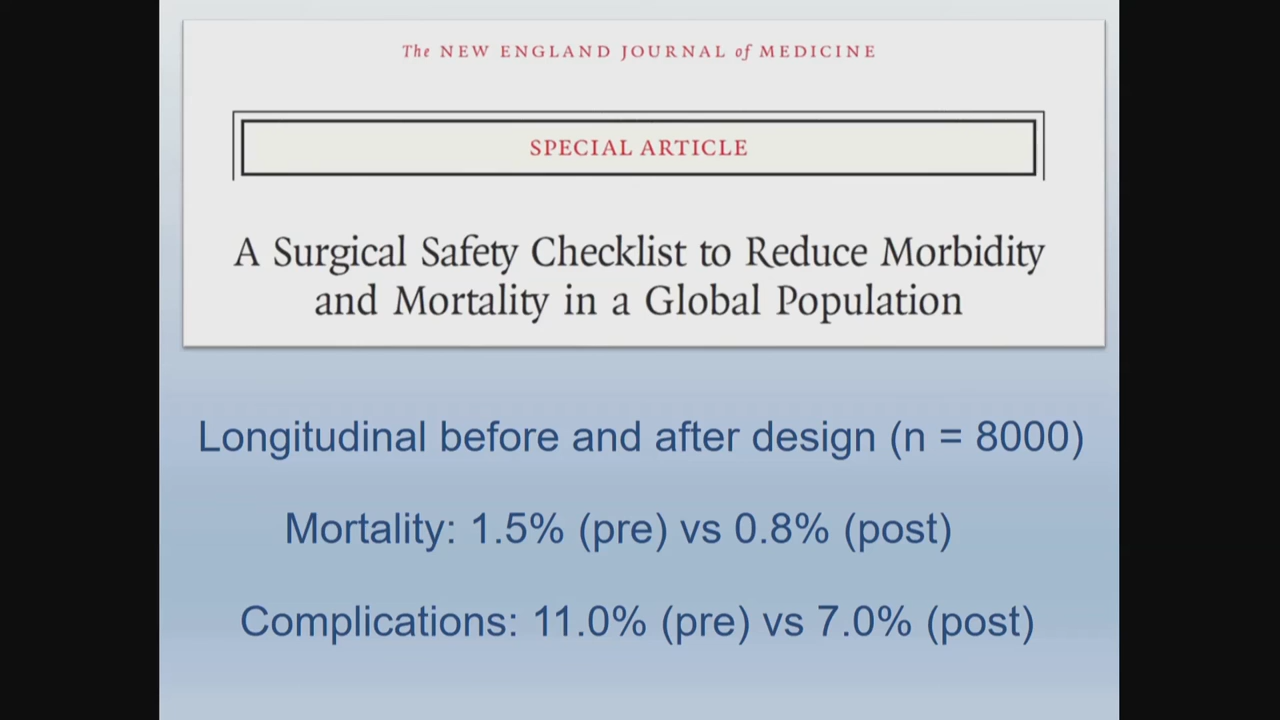 The NEW ENGLAND JOURNAL of MEDICINE
SPECIAL ARTICLE
A Surgical Safety Checklist to Reduce Morbidity
and Mortality in a Global Population
Longitudinal before and after design (n = 8000)
Mortality: 1.5% (pre) vs 0.8% (post)
Complications: 11.0% (pre) vs 7.0% (post)